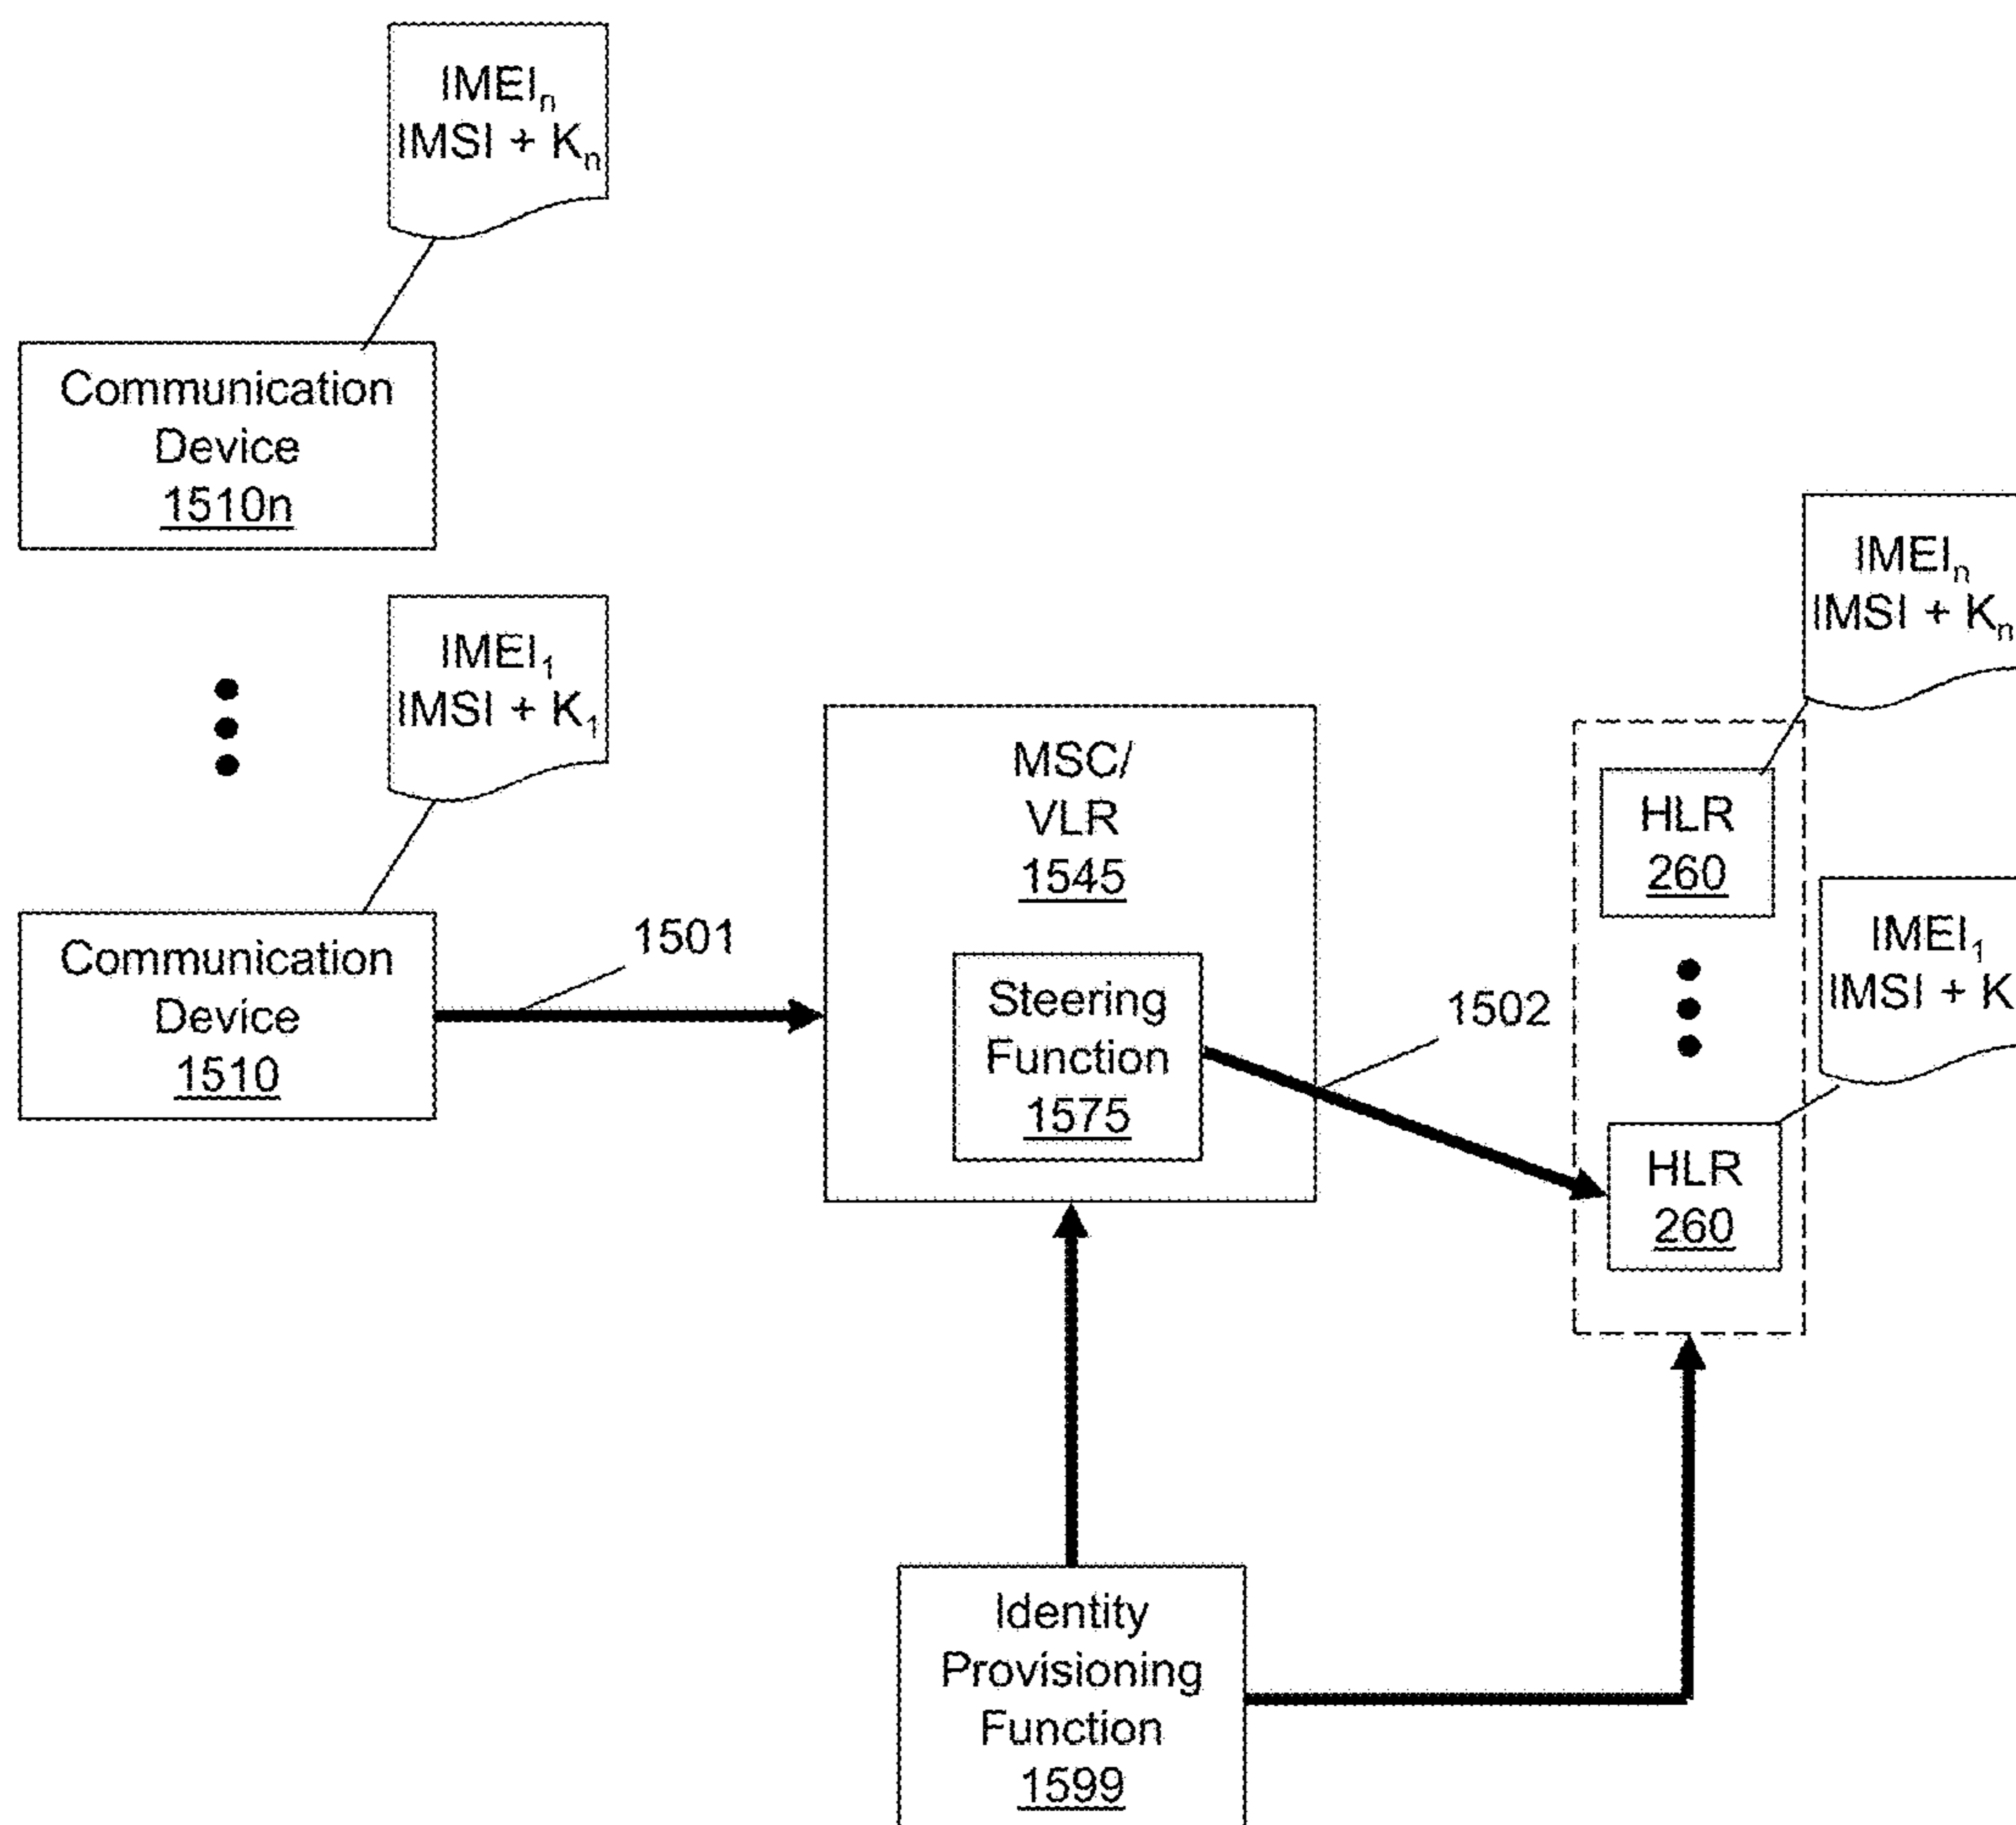 IMEIn
IMSI + Kn
Communication
Device
1510n
IMEIn
IMSI + Kn
IMEI1
IMSI + K1
MSC/
VLR
1545
HLR
260
Communication
Device
1510
1501
Steering
Function
1575
1502
IMEI1
IMSI + K
HLR
260
Identity
Provisioning
Function
1599